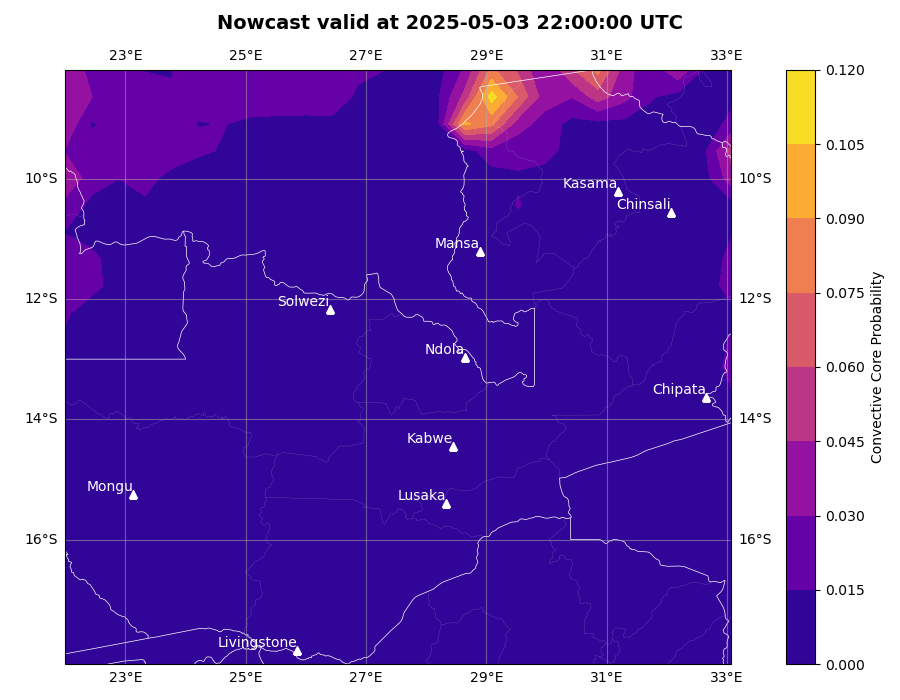 Nowcast valid at 2025-05-03 22:00:00 UTC
23°E 25°E 27°E 29°E 31°E 33°E
0.120
0.105
10°S 10°S
Kasama
Chinsali
0.090
Mansa
0.075
12°S 12°S
Solwezi
Ndola
0.060
Chipata
Convective Core Probability
14°S 14°S
0.045
Kabwe
Mongu
Lusaka
0.030
16°S 16°S
0.015
Livingstone
0.000
23°E 25°E 27°E 29°E 31°E 33°E